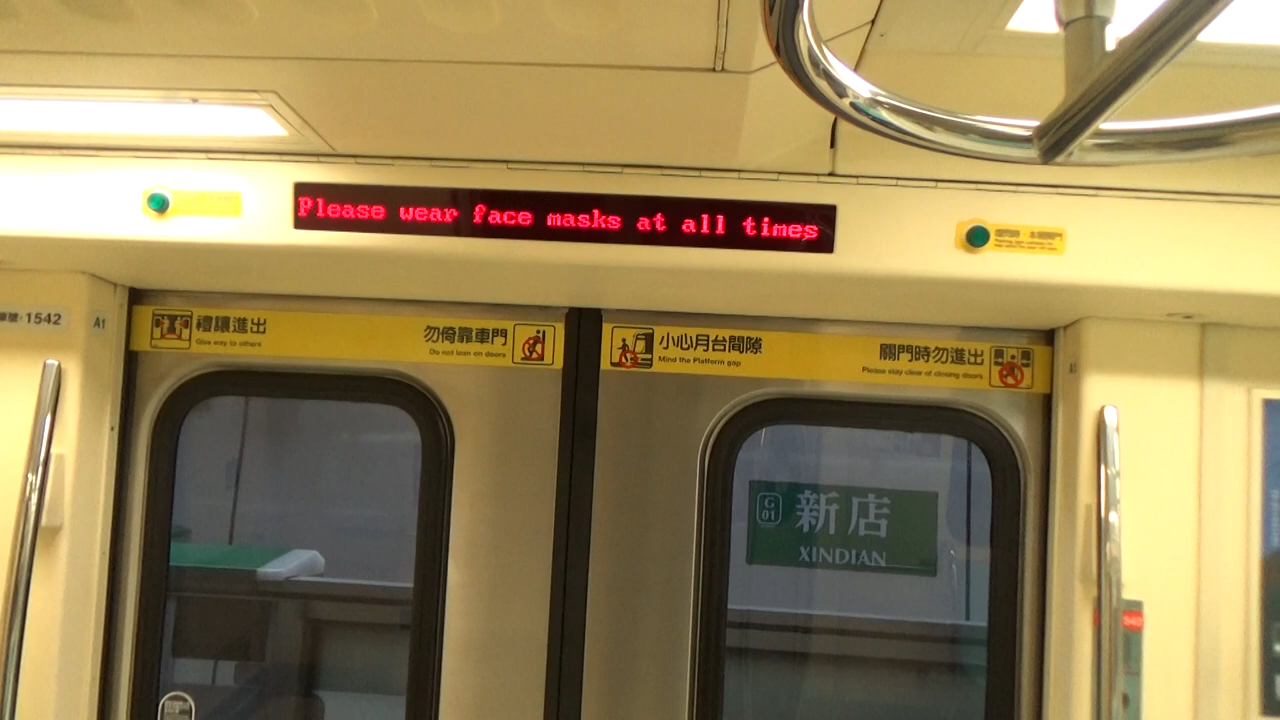 Please wear face masks at all times
1542
A1
禮讓進出
Give way to others
勿倚靠車門
Do not lean on doors
小心月台間隙
Mind the Platform gap
關門時勿進出
Please stay clear of closing doors
G
01
新店
XINDIAN